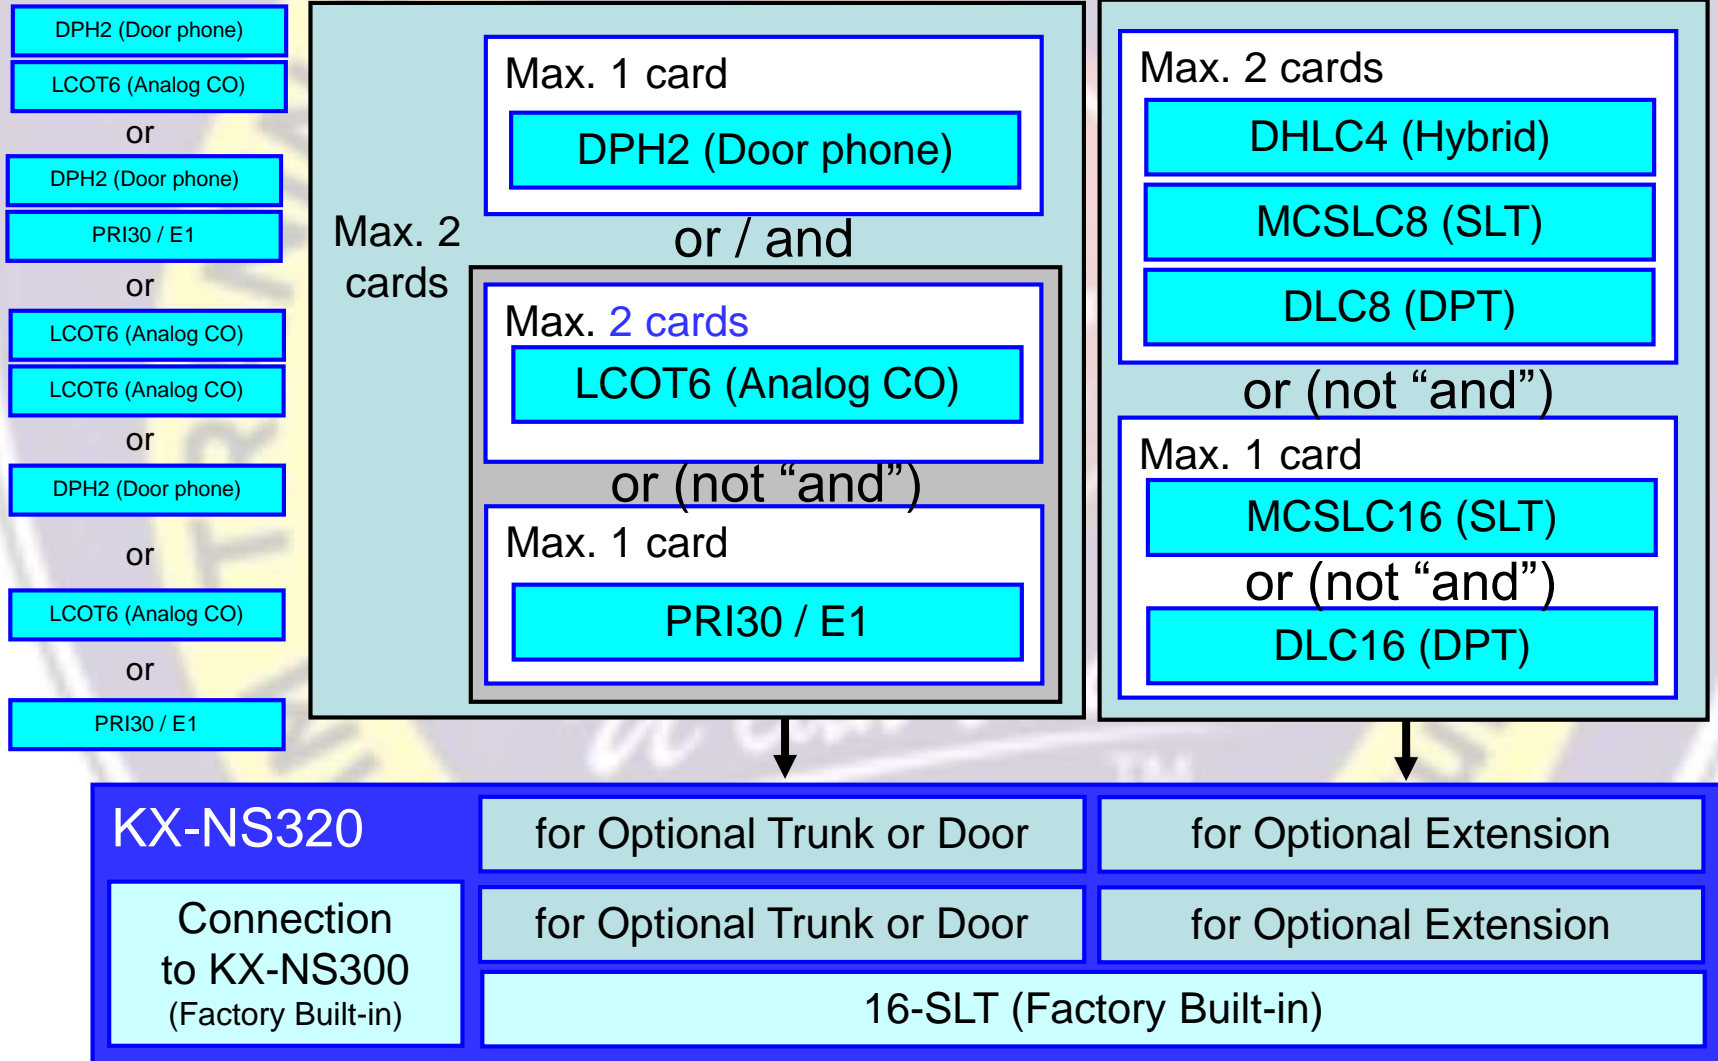 DPH2 (Door phone)
LCOT6 (Analog CO)
or
DPH2 (Door phone)
PRI30 / E1
or
LCOT6 (Analog CO)
LCOT6 (Analog CO)
or
DPH2 (Door phone)
or
LCOT6 (Analog CO)
or
PRI30 / E1
Max. 2
cards
Max. 1 card
DPH2 (Door phone)
or / and
Max. 2 cards
LCOT6 (Analog CO)
or (not “and”)
Max. 1 card
PRI30 / E1
Max. 2 cards
DHLC4 (Hybrid)
MCSLC8 (SLT)
DLC8 (DPT)
or (not “and”)
Max. 1 card
MCSLC16 (SLT)
or (not “and”)
DLC16 (DPT)
KX-NS320
Connection
to KX-NS300
(Factory Built-in)
for Optional Trunk or Door
for Optional Extension
for Optional Trunk or Door
for Optional Extension
16-SLT (Factory Built-in)
TM